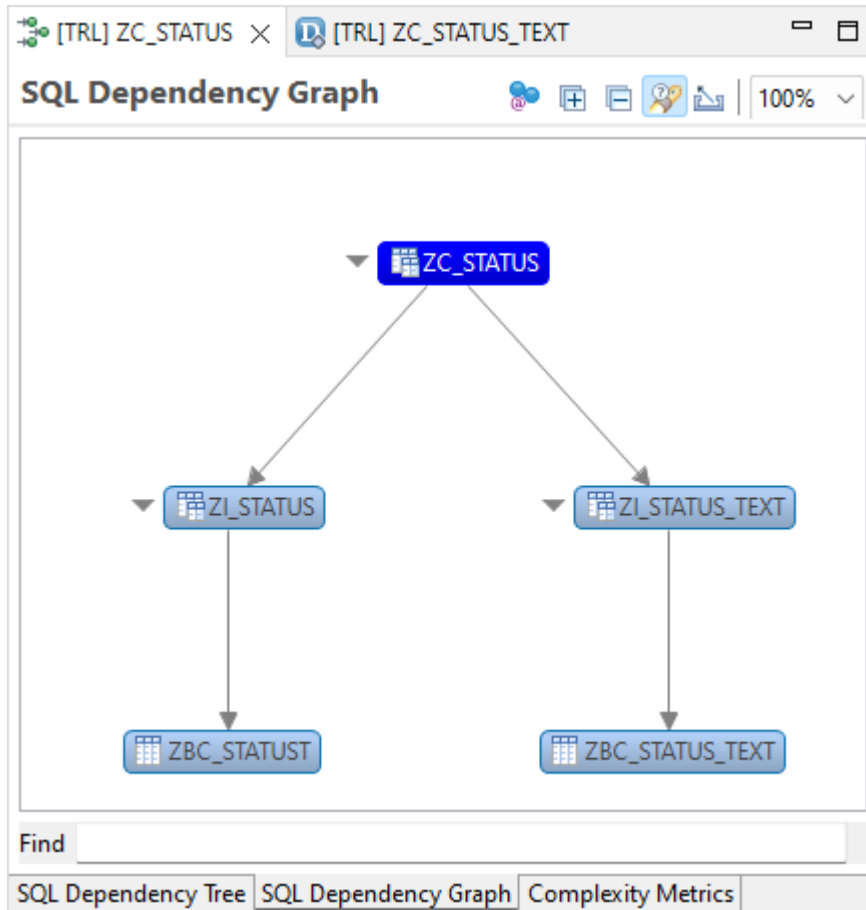 [TRL] ZC_STATUS [TRL] ZC_STATUS_TEXT
SQL Dependency Graph 100%
ZC_STATUS
ZI_STATUS ZI_STATUS_TEXT
ZBC_STATUST ZBC_STATUS_TEXT
Find
SQL Dependency Tree SQL Dependency Graph Complexity Metrics